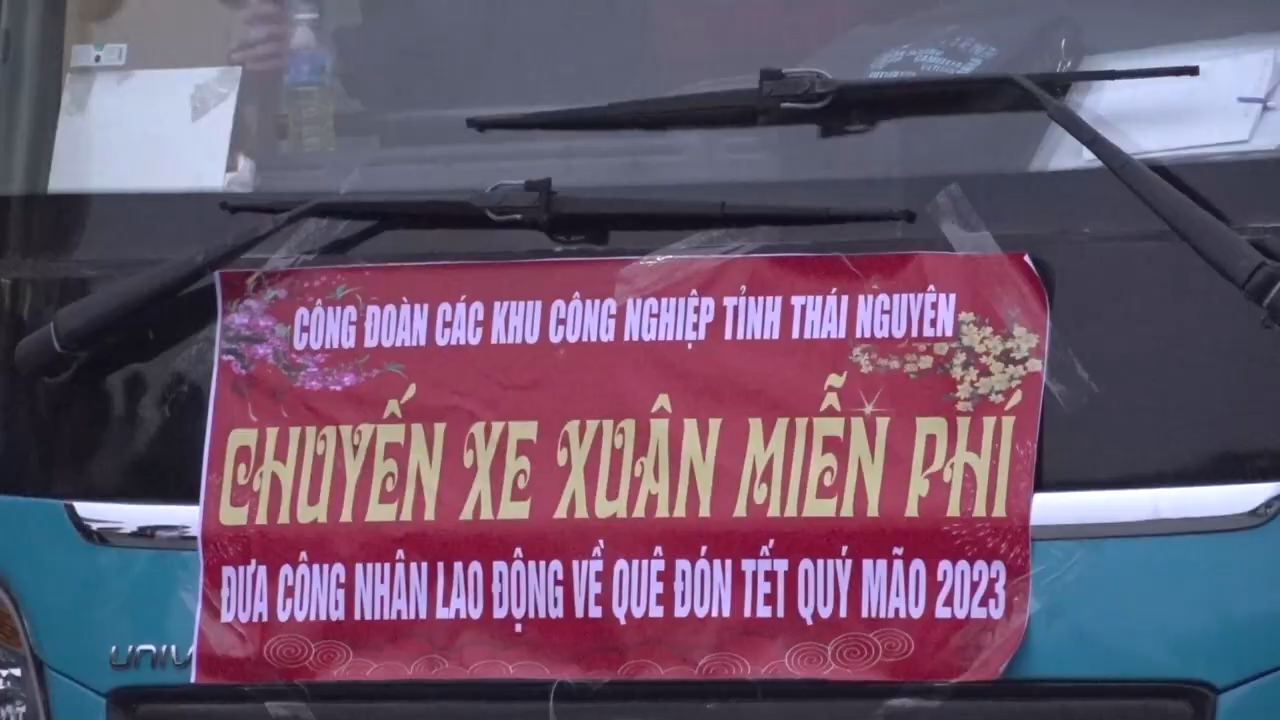 CÔNG ĐOÀN CÁC KHU CÔNG NGHIỆP TỈNH THÁI NGUYÊN
CHUYẾN XE XUÂN MIỄN PHÍ
ĐƯA CÔNG NHÂN LAO ĐỘNG VỀ QUÊ ĐÓN TẾT QUÝ MÃO 2023
UNIV